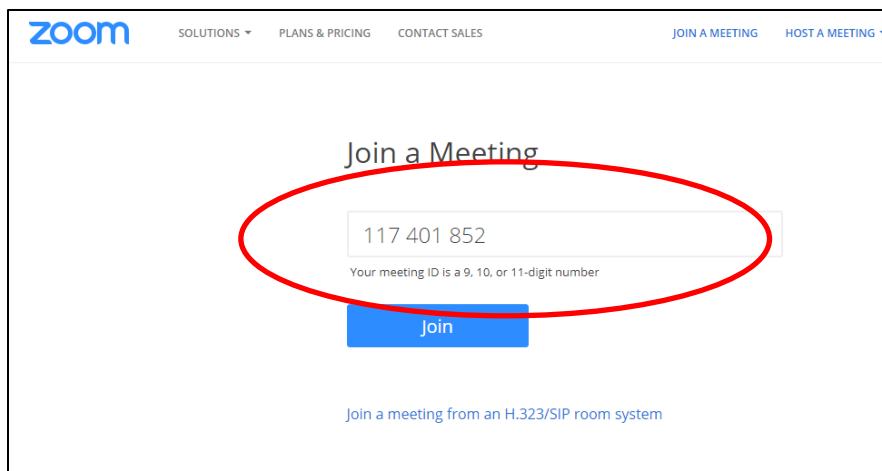 zoom SOLUTIONS PLANS & PRICING CONTACT SALES JOIN A MEETING HOST A MEETING
Join a Meeting
117 401 852
Your meeting ID is a 9, 10, or 11-digit number
Join
Join a meeting from an H.323/SIP room system